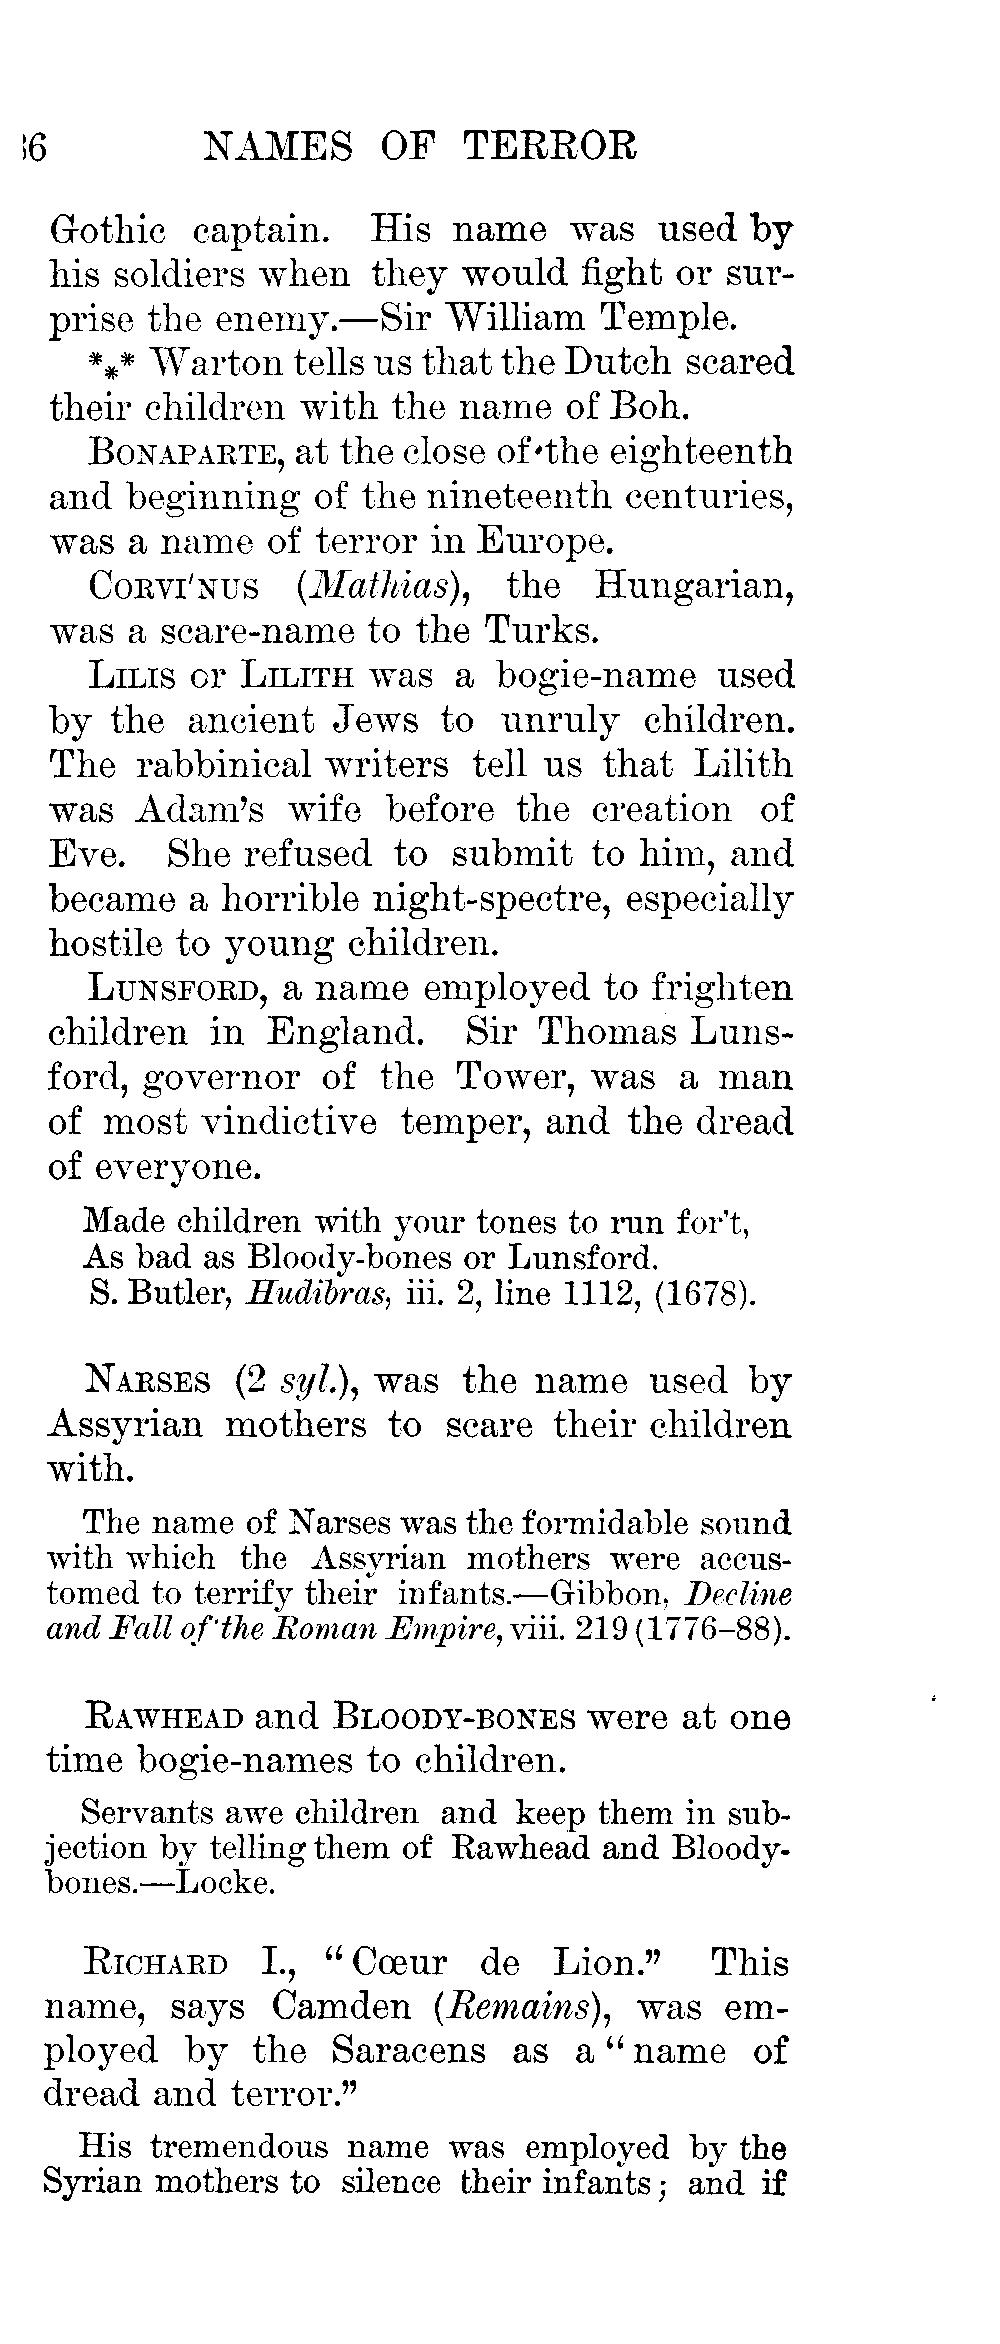 36 NAMES OF TERROR
Gothic captain. His name was used by
his soldiers when they would fight or sur-
prise the enemy.—Sir William Temple.
*⁎* Warton tells us that the Dutch scared
their children with the name of Boh.
BONAPARTE, at the close of the eighteenth
and beginning of the nineteenth centuries,
was a name of terror in Europe.
CORVI'NUS (Mathias), the Hungarian,
was a scare-name to the Turks.
LILIS or LILITH was a bogie-name used
by the ancient Jews to unruly children.
The rabbinical writers tell us that Lilith
was Adam's wife before the creation of
Eve. She refused to submit to him, and
became a horrible night-spectre, especially
hostile to young children.
LUNSFORD, a name employed to frighten
children in England. Sir Thomas Luns-
ford, governor of the Tower, was a man
of most vindictive temper, and the dread
of everyone.
Made children with your tones to run for't,
As bad as Bloody-bones or Lunsford.
S. Butler, Hudibras, iii. 2, line 1112, (1678).
NARSES (2 syl.), was the name used by
Assyrian mothers to scare their children
with.
The name of Narses was the formidable sound
with which the Assyrian mothers were accus-
tomed to terrify their infants.—Gibbon, Decline
and Fall of the Roman Empire, viii. 219 (1776–88).
RAWHEAD and BLOODY-BONES were at one
time bogie-names to children.
Servants awe children and keep them in sub-
jection by telling them of Rawhead and Bloody-
bones.—Locke.
RICHARD I., "Cœur de Lion." This
name, says Camden (Remains), was em-
ployed by the Saracens as a "name of
dread and terror."
His tremendous name was employed by the
Syrian mothers to silence their infants; and if